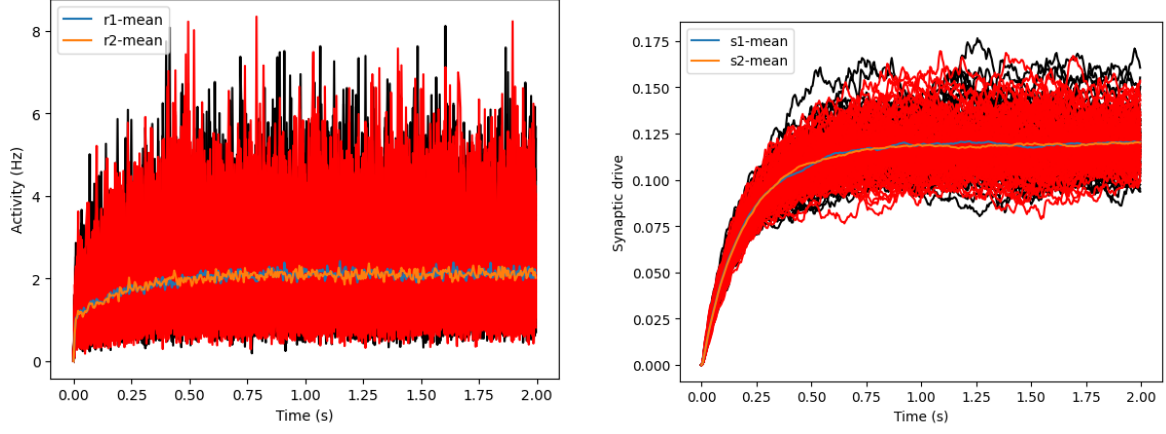 r1-mean
r2-mean
Activity (Hz)
8
6
4
2
0
0.00 0.25 0.50 0.75 1.00 1.25 1.50 1.75 2.00
Time (s)
s1-mean
s2-mean
Synaptic drive
0.175
0.150
0.125
0.100
0.075
0.050
0.025
0.000
0.00 0.25 0.50 0.75 1.00 1.25 1.50 1.75 2.00
Time (s)